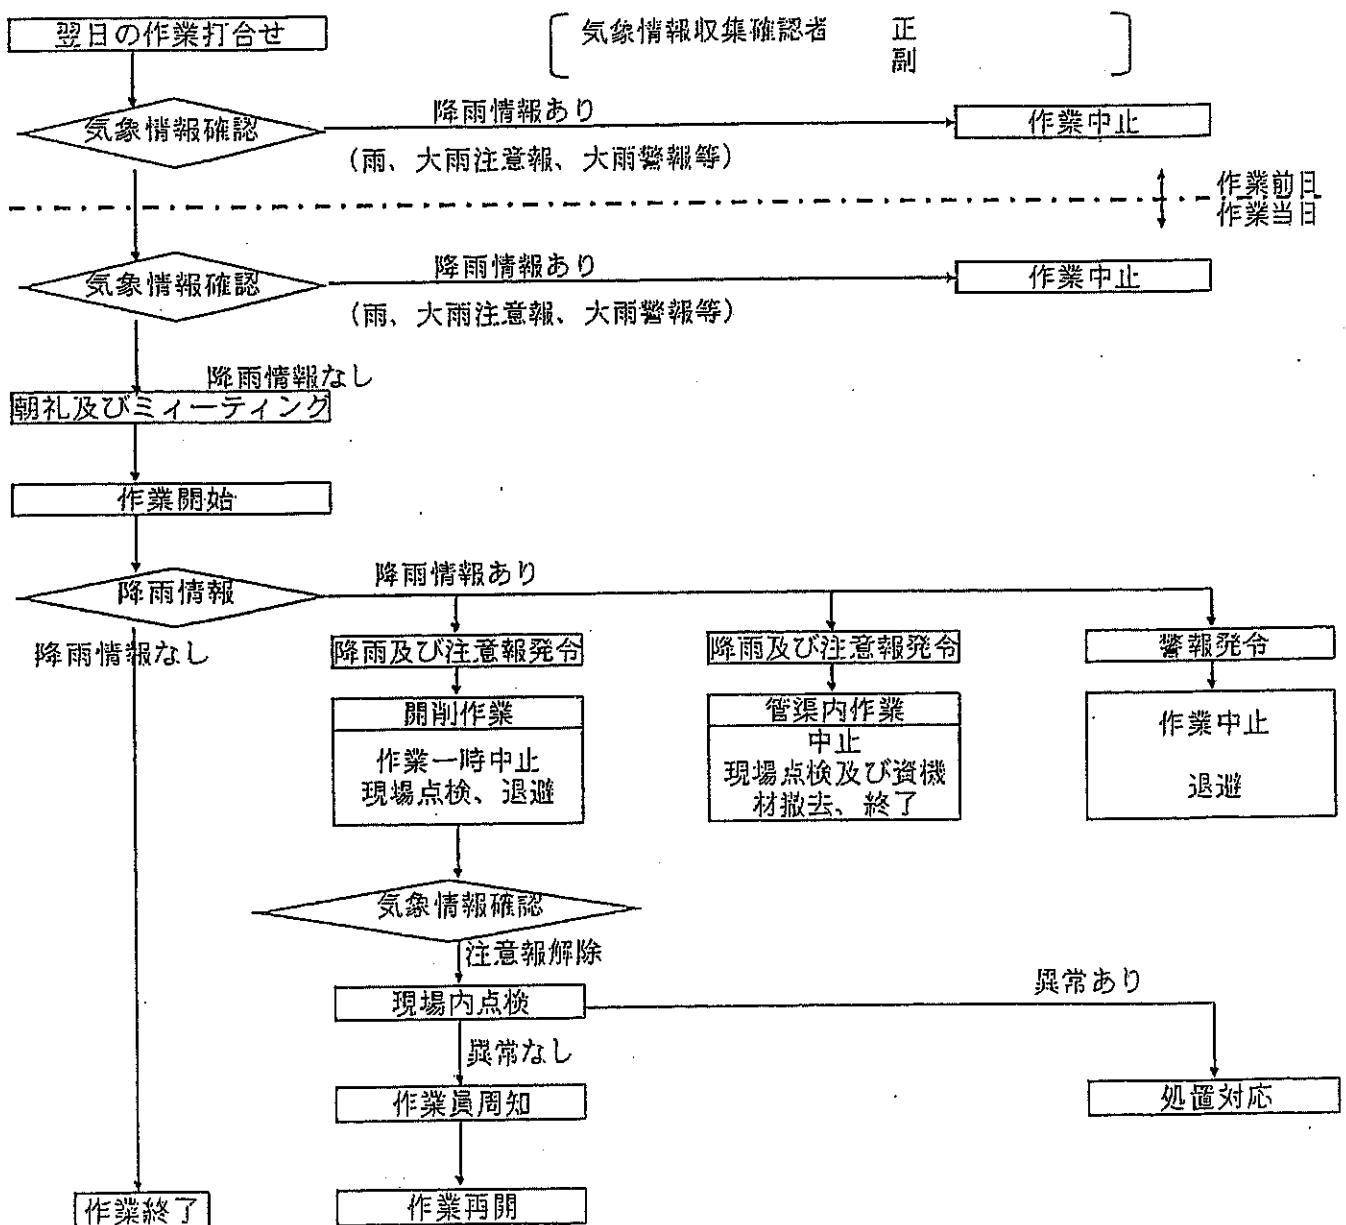 翌日の作業打合せ
気象情報収集確認者 正
副
気象情報確認
降雨情報あり
(雨、大雨注意報、大雨警報等)
作業中止
作業前日
作業当日
気象情報確認
降雨情報あり
(雨、大雨注意報、大雨警報等)
作業中止
降雨情報なし
朝礼及びミィーティング
作業開始
降雨情報
降雨情報あり
降雨情報なし
降雨及び注意報発令
開削作業
作業一時中止
現場点検、退避
降雨及び注意報発令
管渠内作業
中止
現場点検及び資機
材撤去、終了
警報発令
作業中止
退避
気象情報確認
注意報解除
現場内点検
異常あり
異常なし
作業員周知
処置対応
作業再開
作業終了